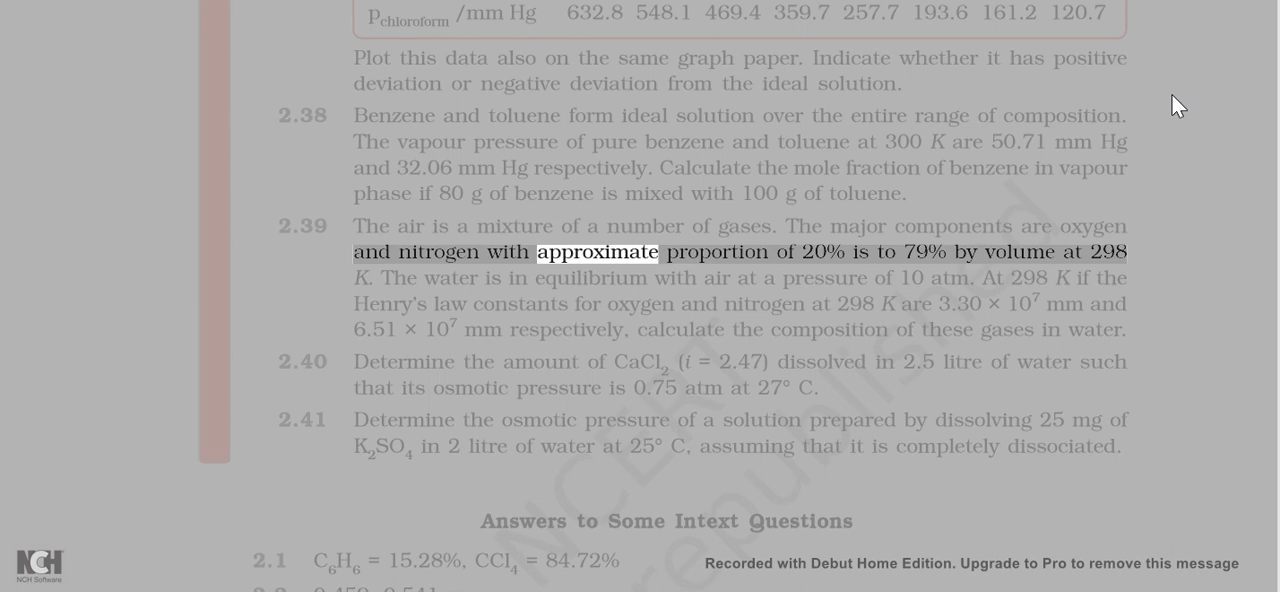 p_chloroform /mm Hg 632.8 548.1 469.4 359.7 257.7 193.6 161.2 120.7
Plot this data also on the same graph paper. Indicate whether it has positive
deviation or negative deviation from the ideal solution.
2.38 Benzene and toluene form ideal solution over the entire range of composition.
The vapour pressure of pure benzene and toluene at 300 K are 50.71 mm Hg
and 32.06 mm Hg respectively. Calculate the mole fraction of benzene in vapour
phase if 80 g of benzene is mixed with 100 g of toluene.
2.39 The air is a mixture of a number of gases. The major components are oxygen
and nitrogen with approximate proportion of 20% is to 79% by volume at 298
K. The water is in equilibrium with air at a pressure of 10 atm. At 298 K if the
Henry's law constants for oxygen and nitrogen at 298 K are 3.30 × 10⁷ mm and
6.51 × 10⁷ mm respectively, calculate the composition of these gases in water.
2.40 Determine the amount of CaCl₂ (i = 2.47) dissolved in 2.5 litre of water such
that its osmotic pressure is 0.75 atm at 27° C.
2.41 Determine the osmotic pressure of a solution prepared by dissolving 25 mg of
K₂SO₄ in 2 litre of water at 25° C, assuming that it is completely dissociated.
NCERT
republished
Answers to Some Intext Questions
2.1 C₆H₆ = 15.28%, CCl₄ = 84.72%
NCH
NCH Software
Recorded with Debut Home Edition. Upgrade to Pro to remove this message